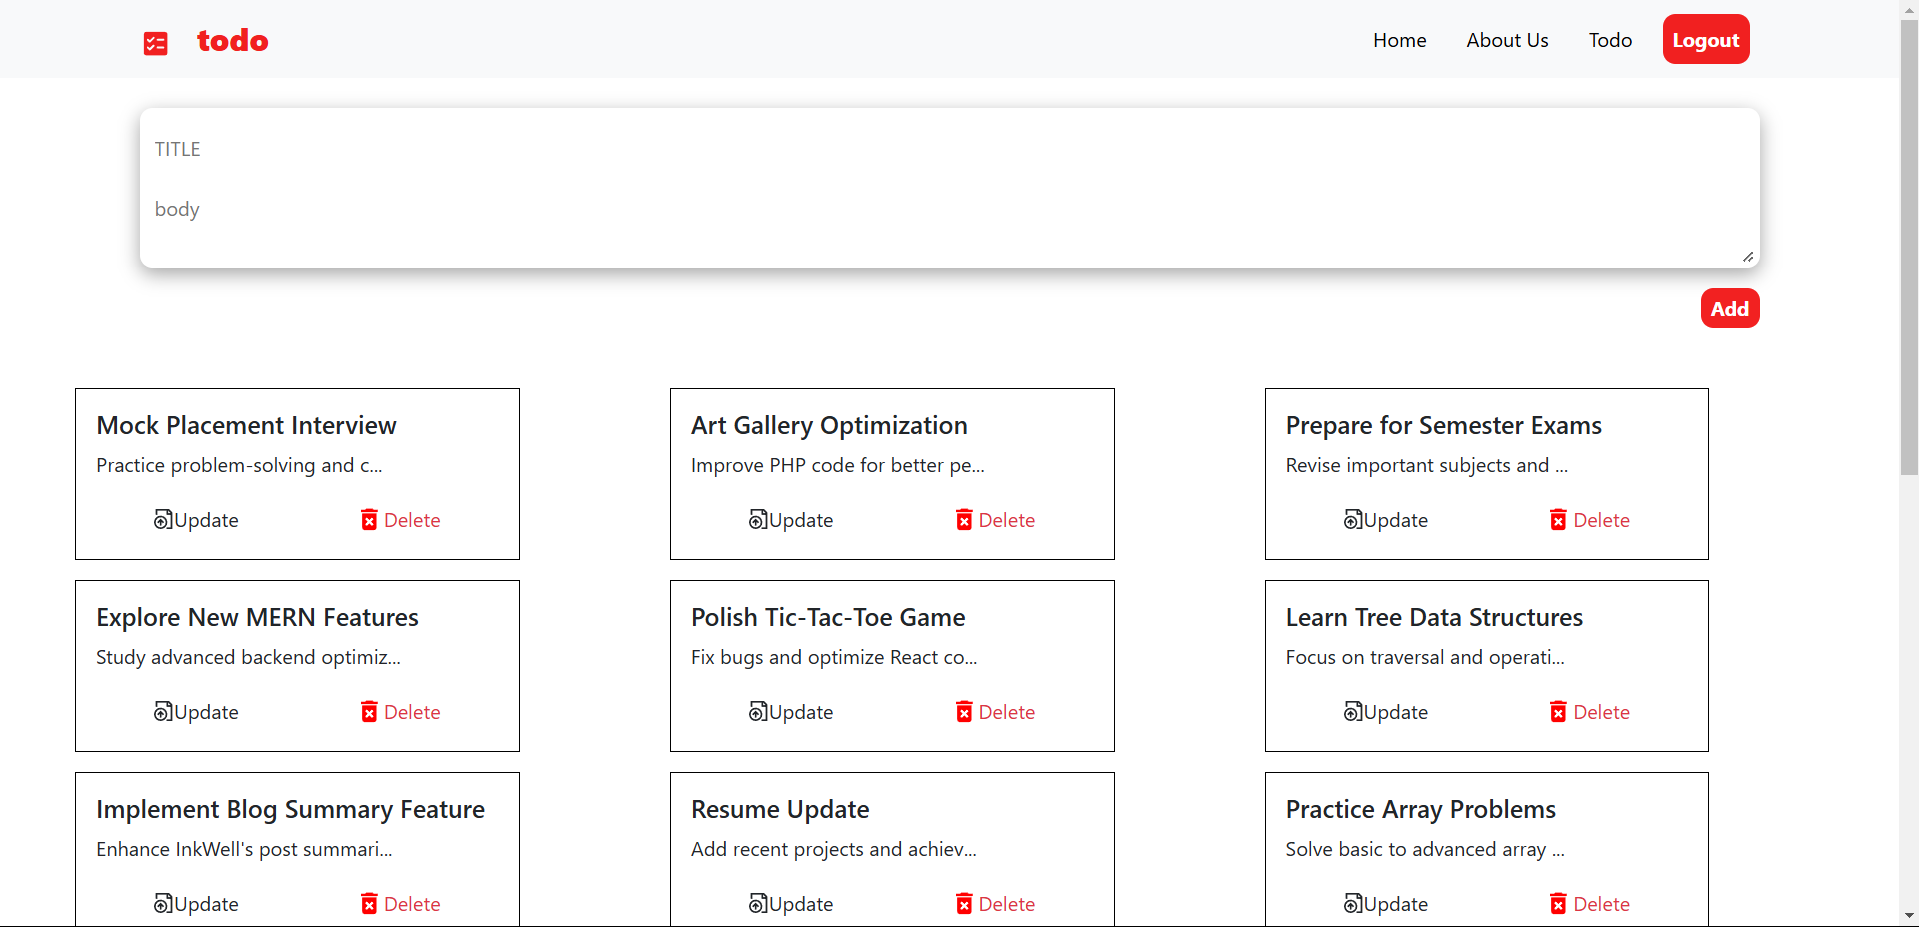 todo
Home About Us Todo Logout
TITLE
body
Add
Mock Placement Interview
Practice problem-solving and c...
Update Delete
Art Gallery Optimization
Improve PHP code for better pe...
Update Delete
Prepare for Semester Exams
Revise important subjects and ...
Update Delete
Explore New MERN Features
Study advanced backend optimiz...
Update Delete
Polish Tic-Tac-Toe Game
Fix bugs and optimize React co...
Update Delete
Learn Tree Data Structures
Focus on traversal and operati...
Update Delete
Implement Blog Summary Feature
Enhance InkWell's post summari...
Update Delete
Resume Update
Add recent projects and achiev...
Update Delete
Practice Array Problems
Solve basic to advanced array ...
Update Delete